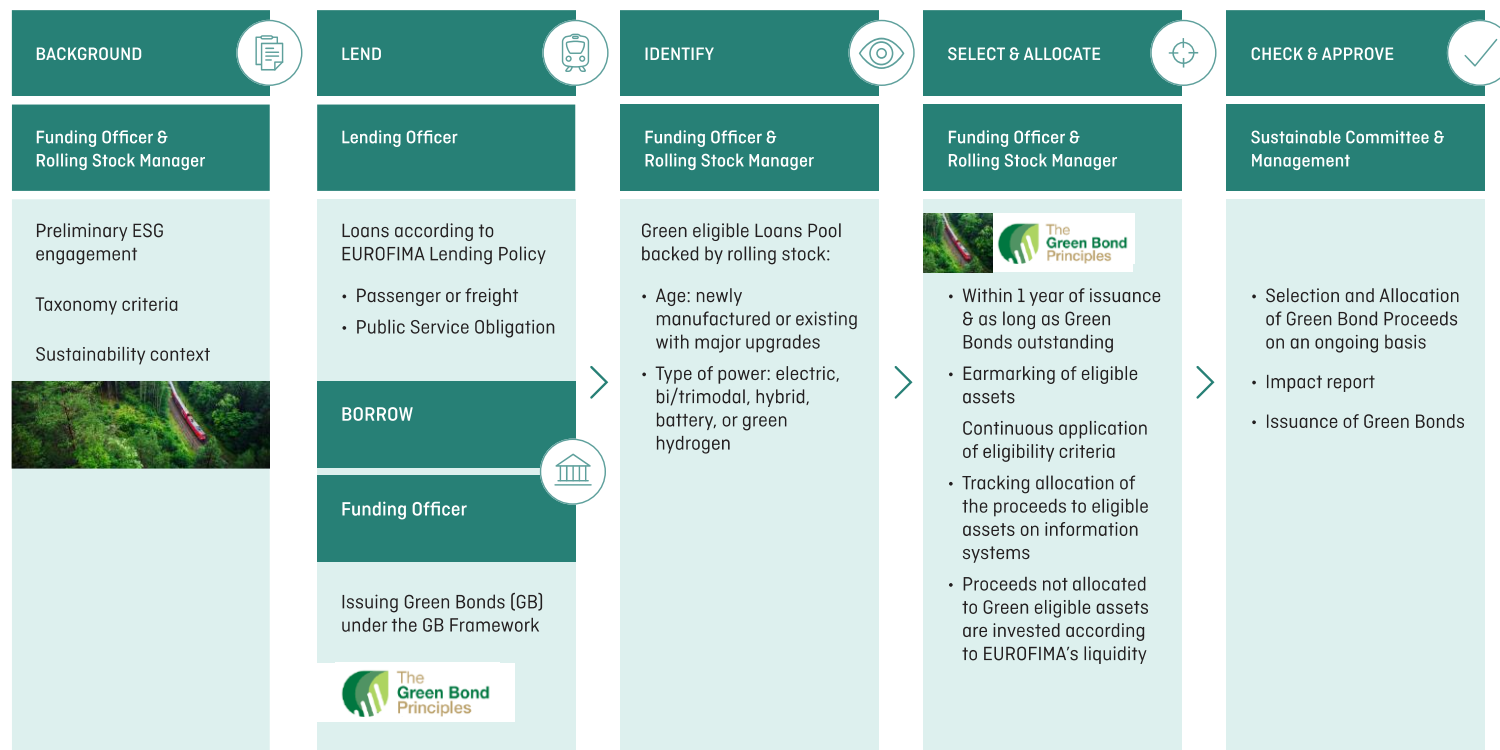 BACKGROUND
Funding Officer &
Rolling Stock Manager
Preliminary ESG
engagement
Taxonomy criteria
Sustainability context
LEND
Lending Officer
Loans according to
EUROFIMA Lending Policy
• Passenger or freight
• Public Service Obligation
BORROW
Funding Officer
Issuing Green Bonds (GB)
under the GB Framework
The
Green Bond
Principles
IDENTIFY
Funding Officer &
Rolling Stock Manager
Green eligible Loans Pool
backed by rolling stock:
• Age: newly
manufactured or existing
with major upgrades
• Type of power: electric,
bi/trimodal, hybrid,
battery, or green
hydrogen
SELECT & ALLOCATE
Funding Officer &
Rolling Stock Manager
The
Green Bond
Principles
• Within 1 year of issuance
& as long as Green
Bonds outstanding
• Earmarking of eligible
assets
Continuous application
of eligibility criteria
• Tracking allocation of
the proceeds to eligible
assets on information
systems
• Proceeds not allocated
to Green eligible assets
are invested according
to EUROFIMA's liquidity
CHECK & APPROVE
Sustainable Committee &
Management
• Selection and Allocation
of Green Bond Proceeds
on an ongoing basis
• Impact report
• Issuance of Green Bonds